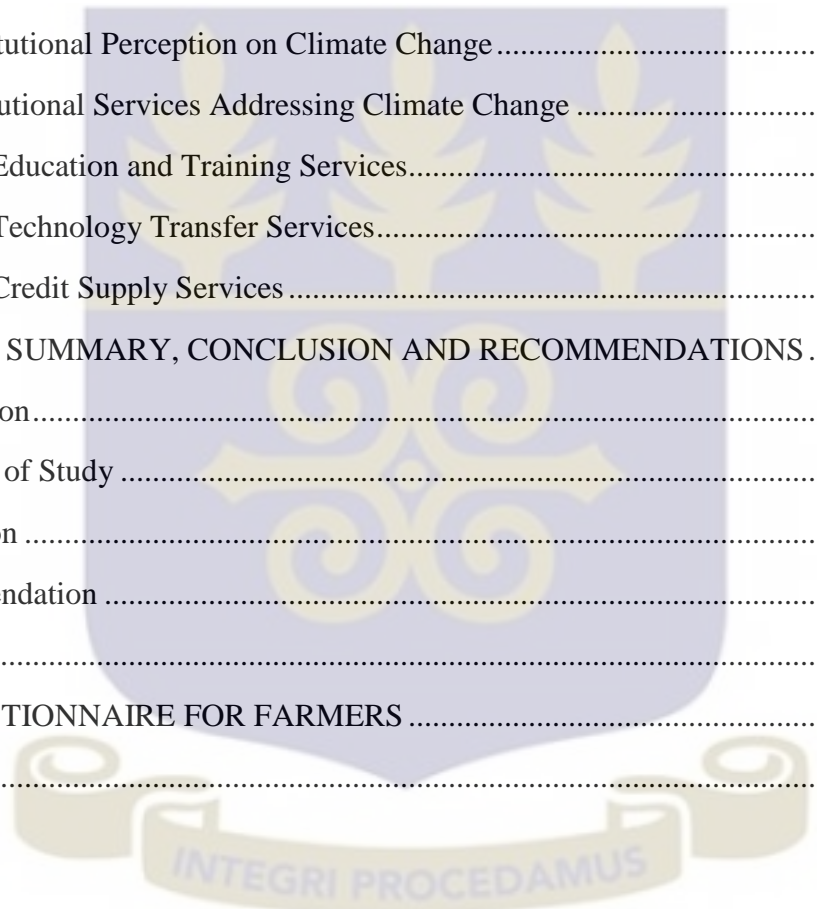 tutional Perception on Climate Change.......................................
utional Services Addressing Climate Change ..............................
Education and Training Services..................................................
Technology Transfer Services......................................................
Credit Supply Services.................................................................
SUMMARY, CONCLUSION AND RECOMMENDATIONS .
on..................................................................................................
of Study ........................................................................................
on ..................................................................................................
endation ........................................................................................
.......................................................................................................
TIONNAIRE FOR FARMERS ..................................................
.......................................................................................................
INTEGRI PROCEDAMUS